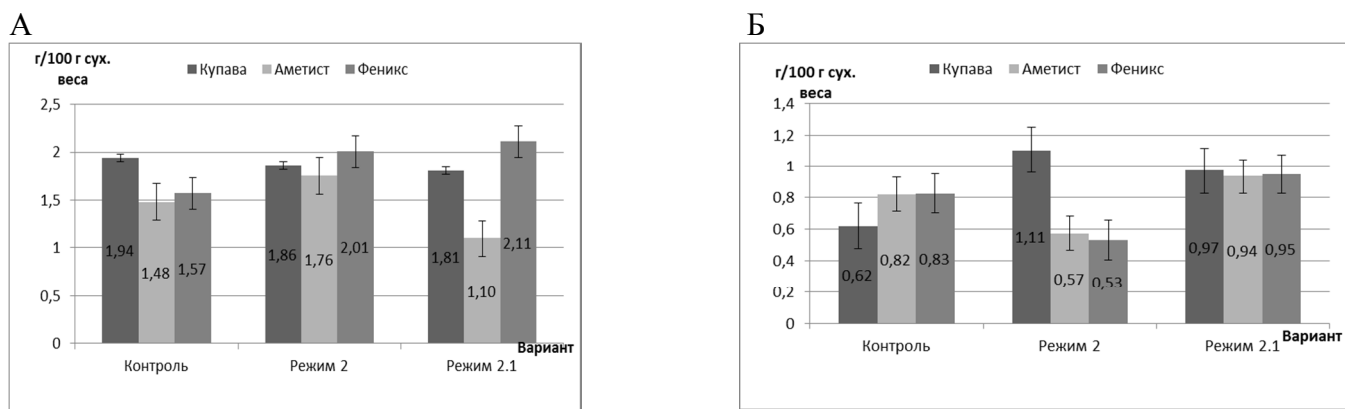 А
г/100 г сух.
веса
Купава Аметист Феникс
2,5
2
1,5
1
0,5
0
1,94 1,48 1,57 1,86 1,76 2,01 1,81 1,10 2,11
Контроль Режим 2 Режим 2.1
Вариант
Б
г/100 г сух.
веса
Купава Аметист Феникс
1,4
1,2
1
0,8
0,6
0,4
0,2
0
0,62 0,82 0,83 1,11 0,57 0,53 0,97 0,94 0,95
Контроль Режим 2 Режим 2.1
Вариант